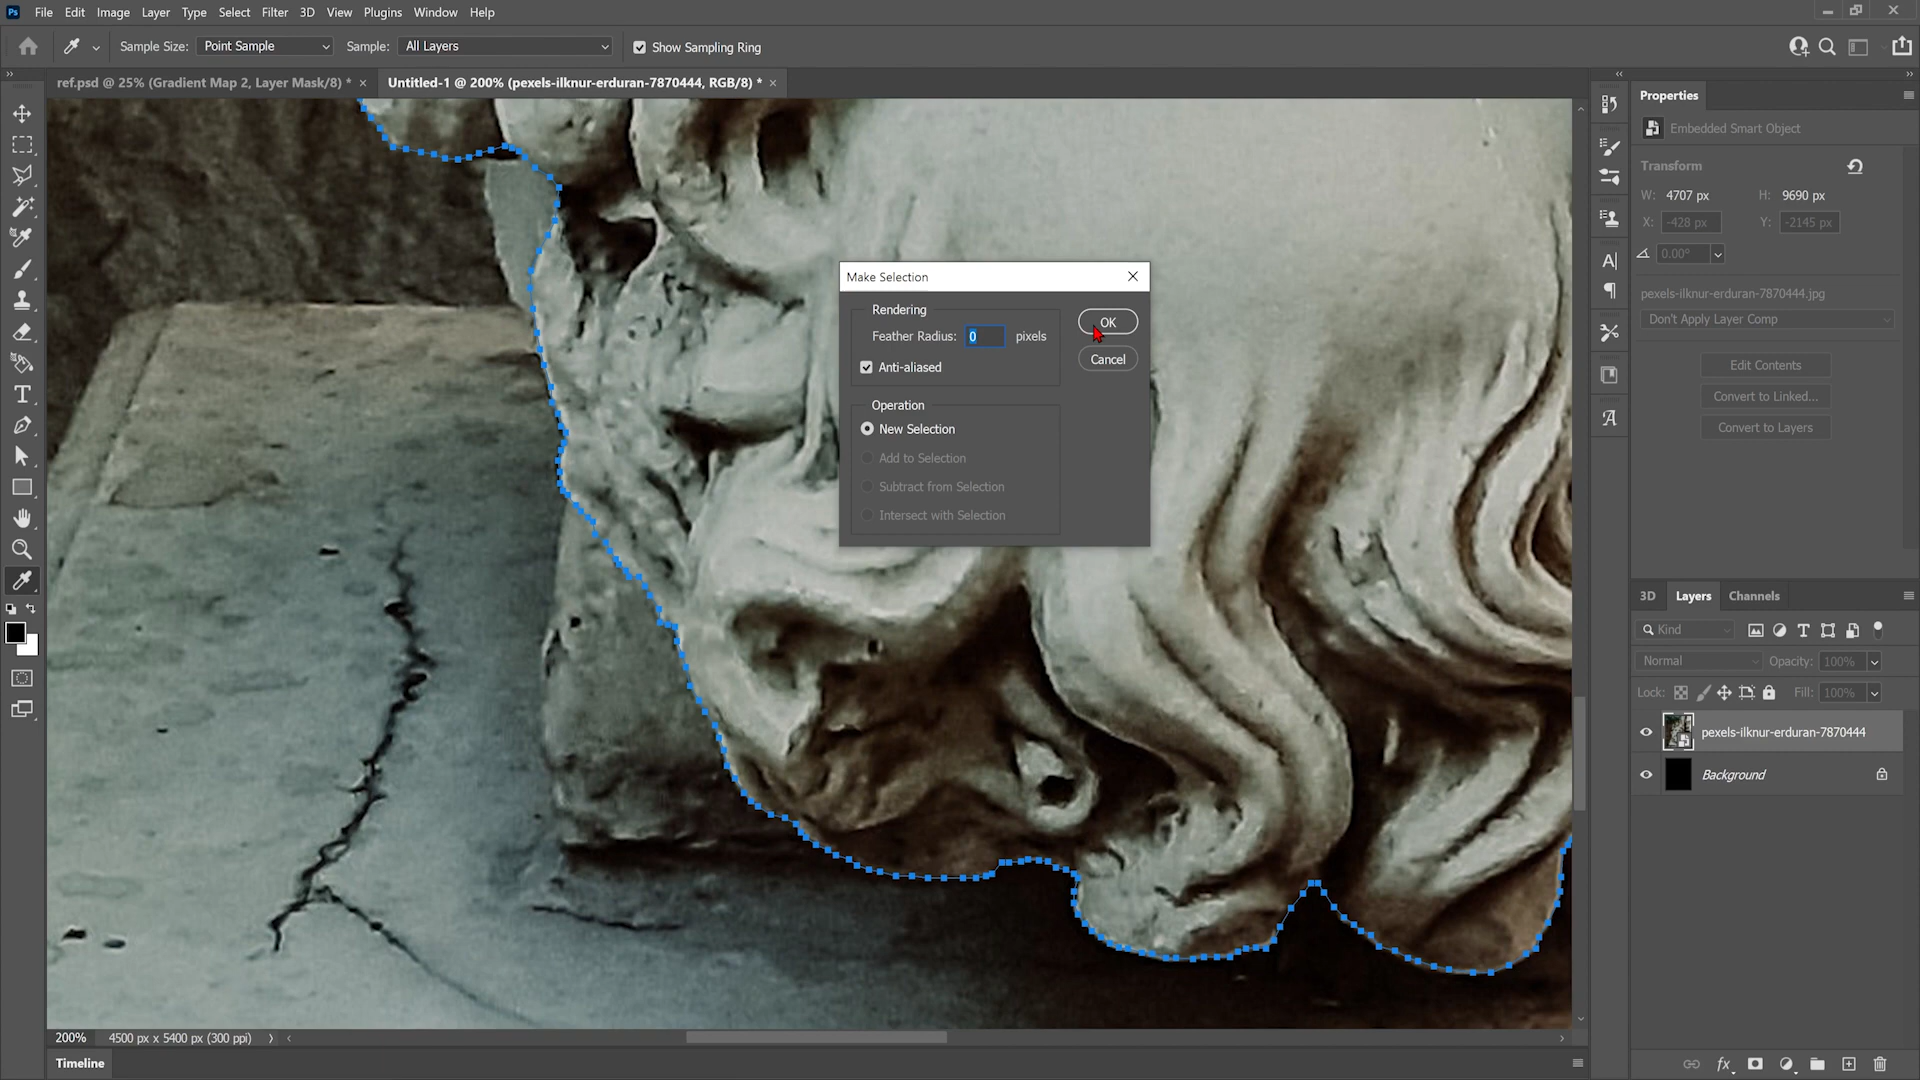 Ps File Edit Image Layer Type Select Filter 3D View Plugins Window Help
Sample Size: Point Sample Sample: All Layers Show Sampling Ring
ref.psd @ 25% (Gradient Map 2, Layer Mask/8) * × Untitled-1 @ 200% (pexels-ilknur-erduran-7870444, RGB/8) * ×
Properties
Embedded Smart Object
Transform
W: 4707 px H: 9690 px
X: -428 px Y: -2145 px
0.00°
pexels-ilknur-erduran-7870444.jpg
Don't Apply Layer Comp
Edit Contents
Convert to Linked...
Convert to Layers
Make Selection
Rendering
Feather Radius: 0 pixels
Anti-aliased
OK
Cancel
Operation
New Selection
Add to Selection
Subtract from Selection
Intersect with Selection
3D Layers Channels
Kind
Normal Opacity: 100%
Lock: Fill: 100%
pexels-ilknur-erduran-7870444
Background
200% 4500 px x 5400 px (300 ppi)
Timeline